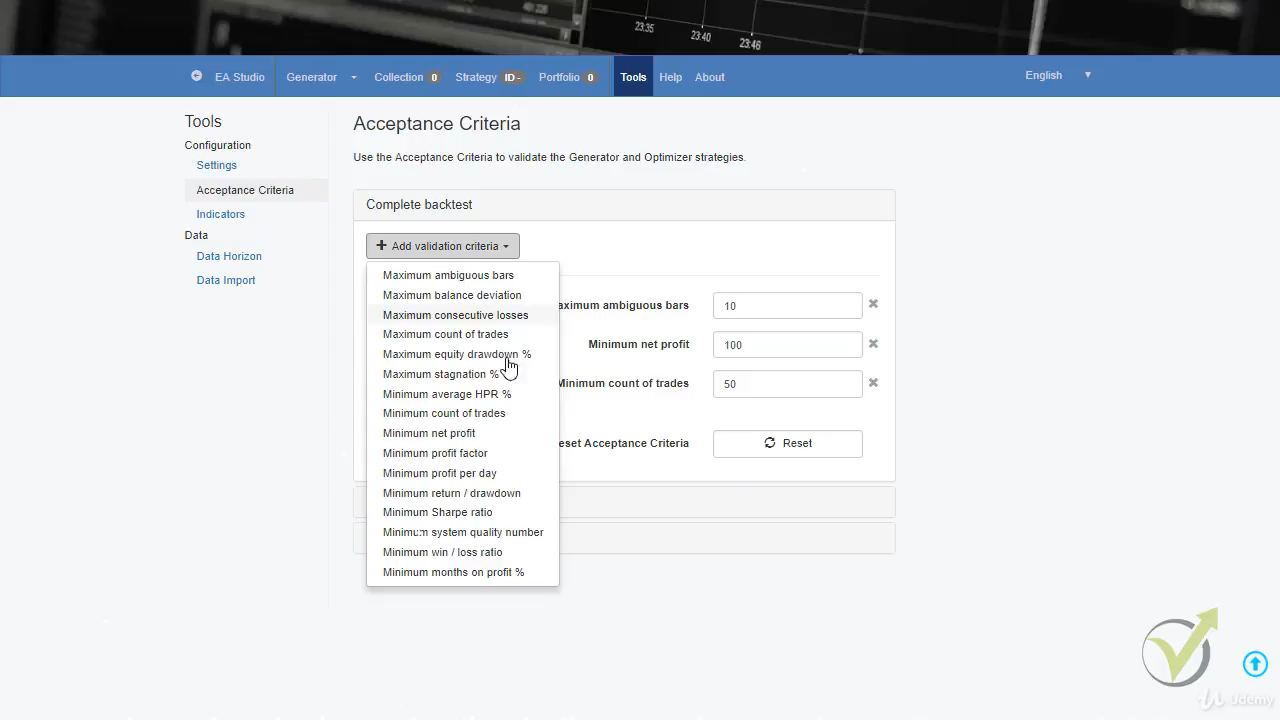 23:35
23:40
23:46
EA Studio
Generator
Collection 0
Strategy ID -
Portfolio 0
Tools
Help
About
English
Tools
Configuration
Settings
Acceptance Criteria
Indicators
Data
Data Horizon
Data Import
Acceptance Criteria
Use the Acceptance Criteria to validate the Generator and Optimizer strategies.
Complete backtest
Add validation criteria
Maximum ambiguous bars
Maximum balance deviation
Maximum consecutive losses
Maximum count of trades
Maximum equity drawdown %
Maximum stagnation %
Minimum average HPR %
Minimum count of trades
Minimum net profit
Minimum profit factor
Minimum profit per day
Minimum return / drawdown
Minimum Sharpe ratio
Minimum system quality number
Minimum win / loss ratio
Minimum months on profit %
aximum ambiguous bars 10
Minimum net profit 100
Minimum count of trades 50
eset Acceptance Criteria Reset
Udemy